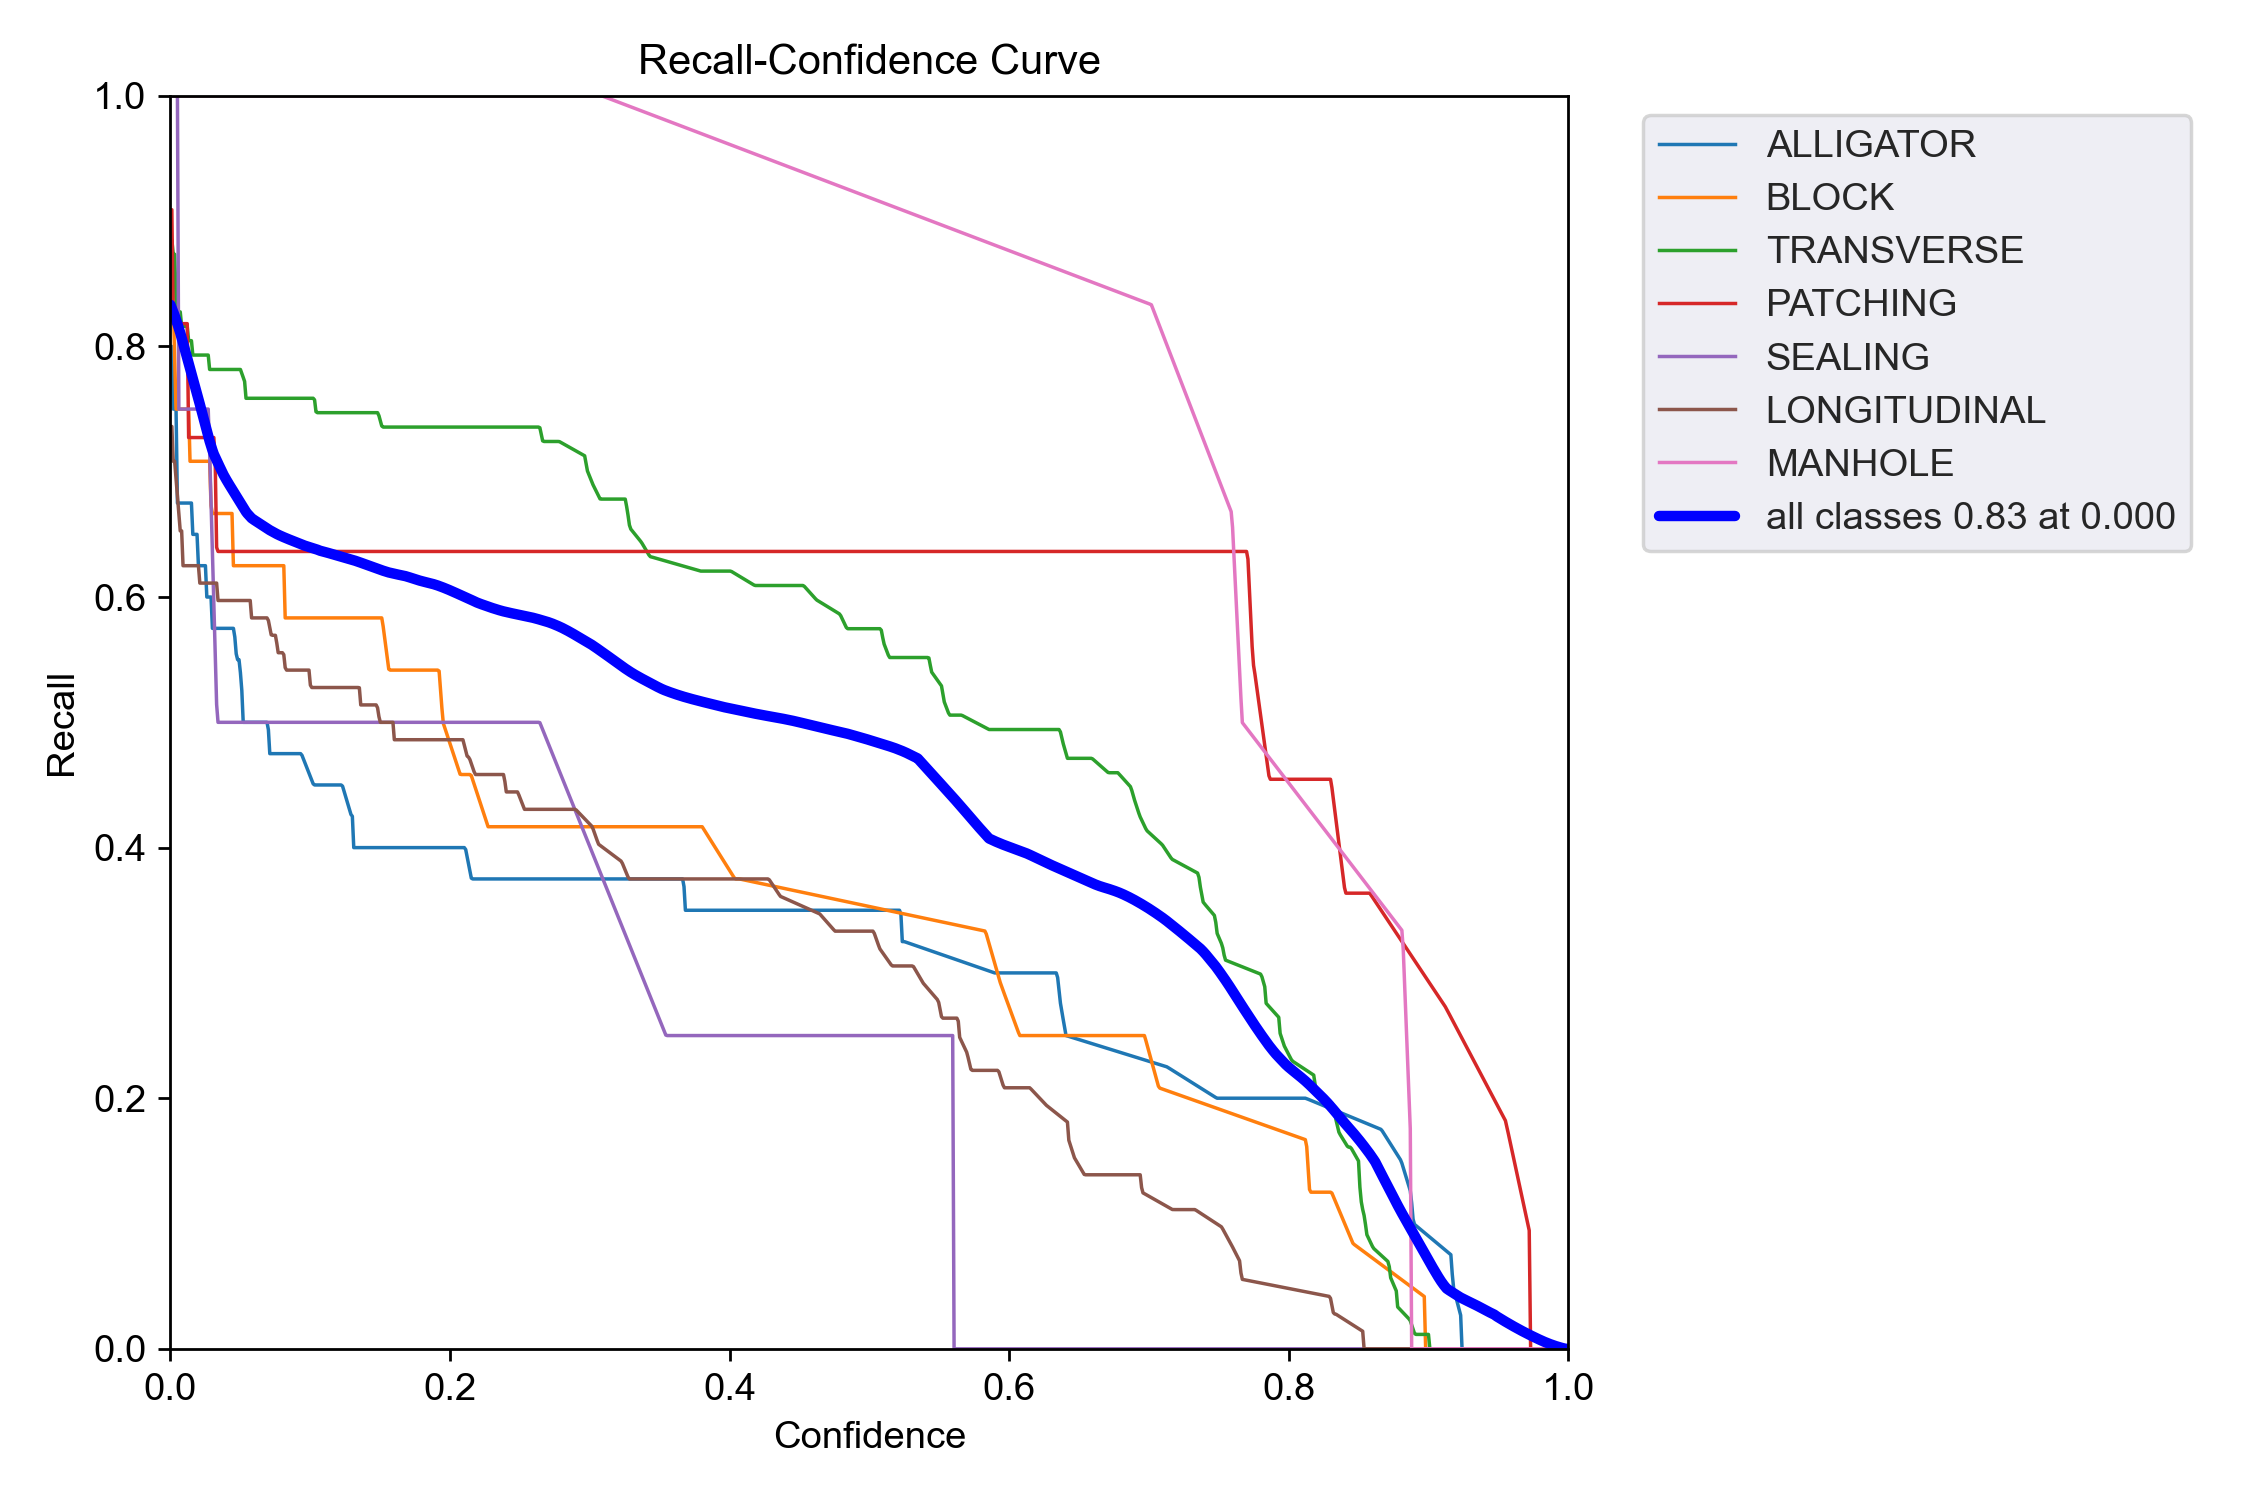 Recall-Confidence Curve
1.0
0.8
0.6
0.4
0.2
0.0
Recall
0.0 0.2 0.4 0.6 0.8 1.0
Confidence
ALLIGATOR
BLOCK
TRANSVERSE
PATCHING
SEALING
LONGITUDINAL
MANHOLE
all classes 0.83 at 0.000